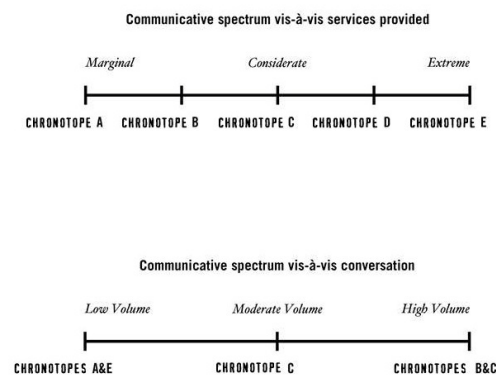 Communicative spectrum vis-à-vis services provided
Marginal Considerate Extreme
CHRONOTOPE A CHRONOTOPE B CHRONOTOPE C CHRONOTOPE D CHRONOTOPE E
Communicative spectrum vis-à-vis conversation
Low Volume Moderate Volume High Volume
CHRONOTOPES A&E CHRONOTOPE C CHRONOTOPES B&C